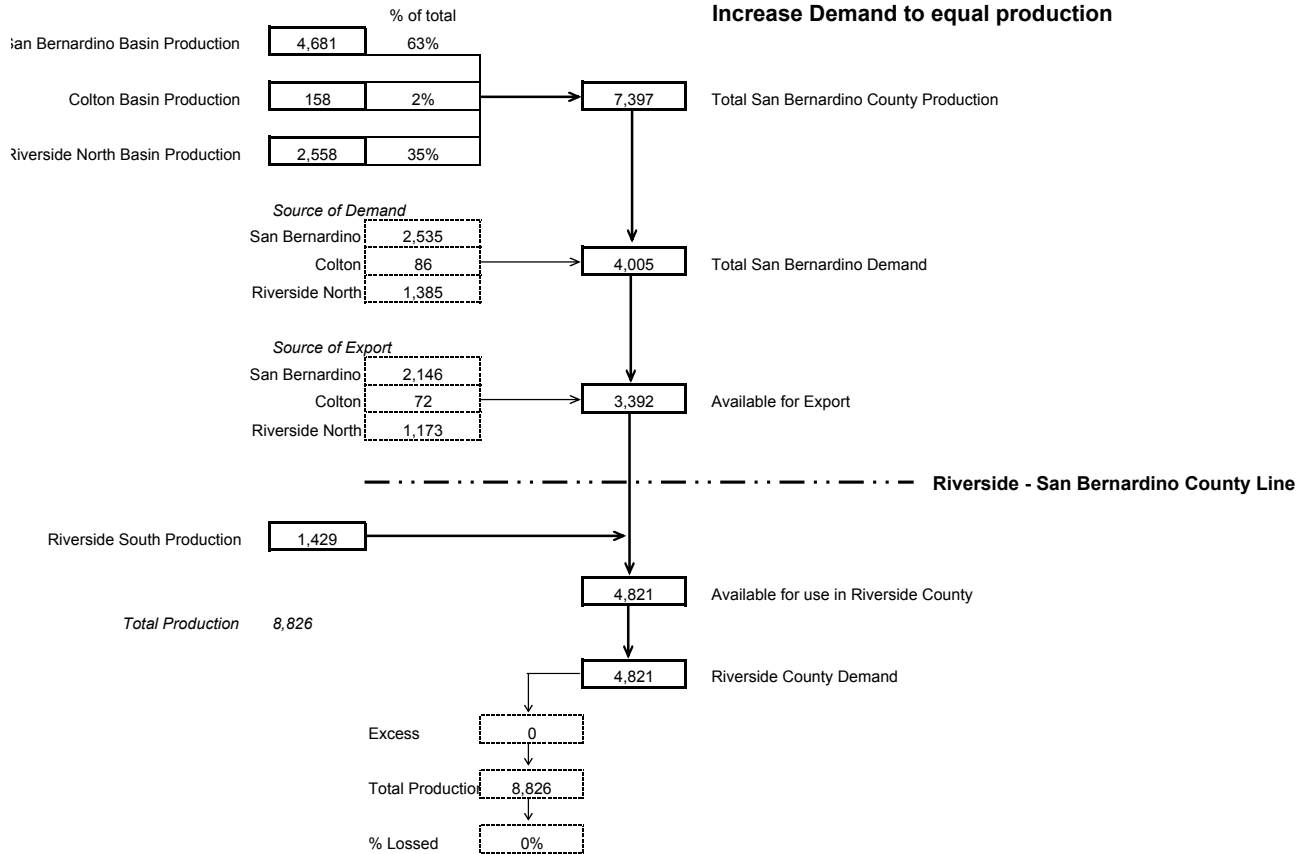 % of total
Increase Demand to equal production
San Bernardino Basin Production 4,681 63%
Colton Basin Production 158 2% 7,397 Total San Bernardino County Production
Riverside North Basin Production 2,558 35%
Source of Demand
San Bernardino 2,535
Colton 86 4,005 Total San Bernardino Demand
Riverside North 1,385
Source of Export
San Bernardino 2,146
Colton 72 3,392 Available for Export
Riverside North 1,173
Riverside - San Bernardino County Line
Riverside South Production 1,429
4,821 Available for use in Riverside County
Total Production 8,826
4,821 Riverside County Demand
Excess 0
Total Production 8,826
% Lossed 0%